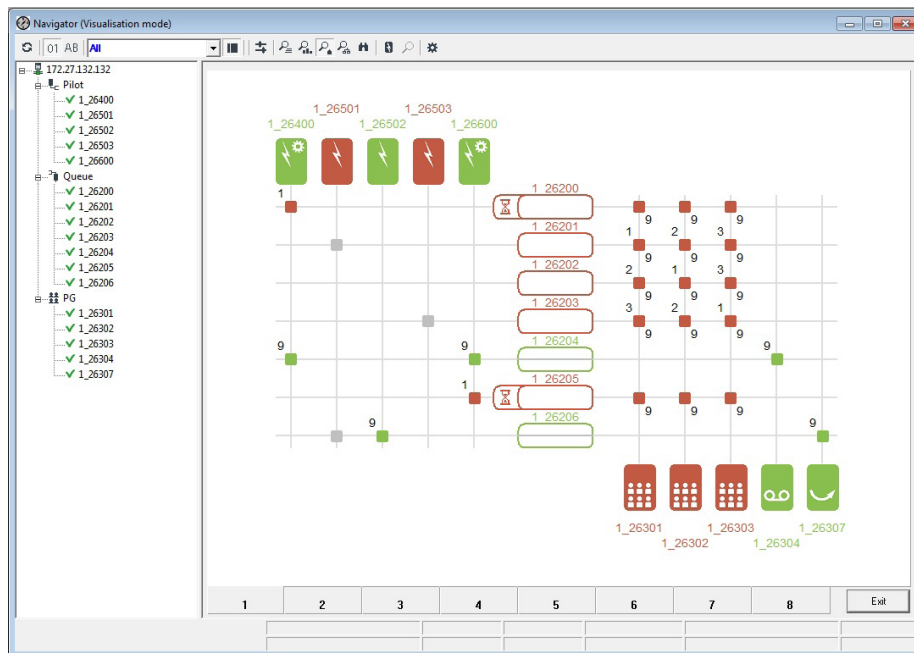 Navigator (Visualisation mode)
01 AB All
172.27.132.132
Pilot
1_26400
1_26501
1_26502
1_26503
1_26600
Queue
1_26200
1_26201
1_26202
1_26203
1_26204
1_26205
1_26206
PG
1_26301
1_26302
1_26303
1_26304
1_26307
1_26501 1_26503
1_26400 1_26502 1_26600
1 1_26200
9 9 9
1_26201 1 2 3
9 9 9
1_26202 2 1 3
9 9 9
1_26203 3 2 1
9 9 9
9 9 1_26204 9
1 1_26205
9 9 9
9 1_26206 9
1_26301 1_26303 1_26307
1_26302 1_26304
1 2 3 4 5 6 7 8 Exit